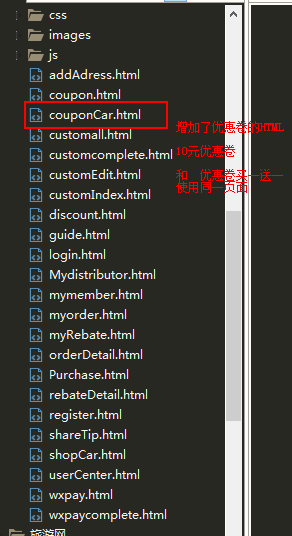 css
images
js
addAdress.html
coupon.html
couponCar.html
增加了优惠卷的HTML
customall.html
10元优惠卷
customcomplete.html
customEdit.html
和 优惠卷买一送一
使用同一页面
customIndex.html
discount.html
guide.html
login.html
Mydistributor.html
mymember.html
myorder.html
myRebate.html
orderDetail.html
Purchase.html
rebateDetail.html
register.html
shareTip.html
shopCar.html
userCenter.html
wxpay.html
wxpaycomplete.html
旅游网